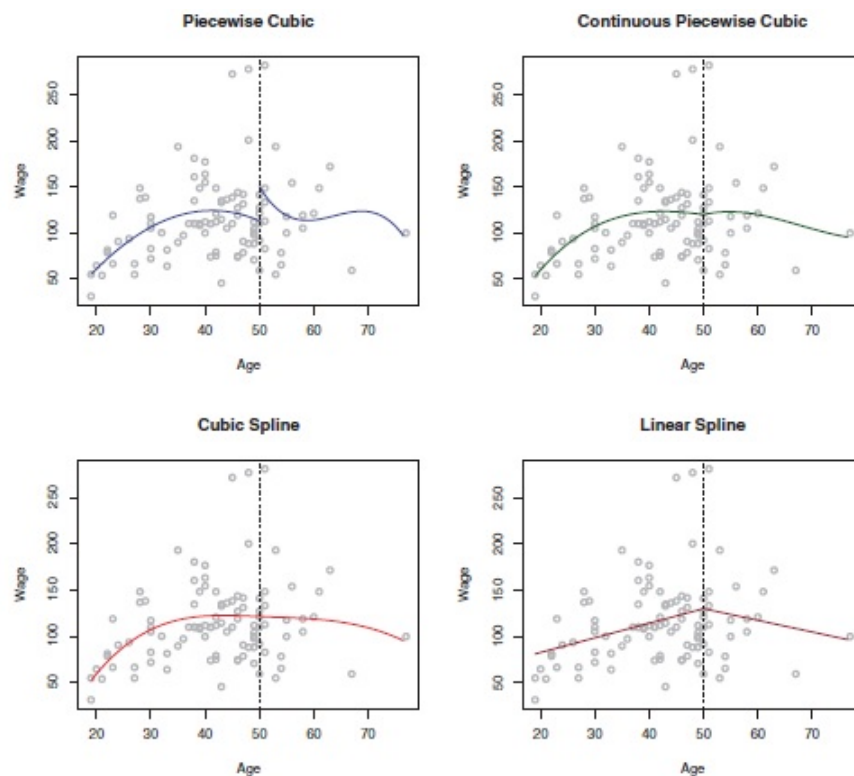 Piecewise Cubic
Wage
50 100 150 200 250
20 30 40 50 60 70
Age
Continuous Piecewise Cubic
Wage
50 100 150 200 250
20 30 40 50 60 70
Age
Cubic Spline
Wage
50 100 150 200 250
20 30 40 50 60 70
Age
Linear Spline
Wage
50 100 150 200 250
20 30 40 50 60 70
Age